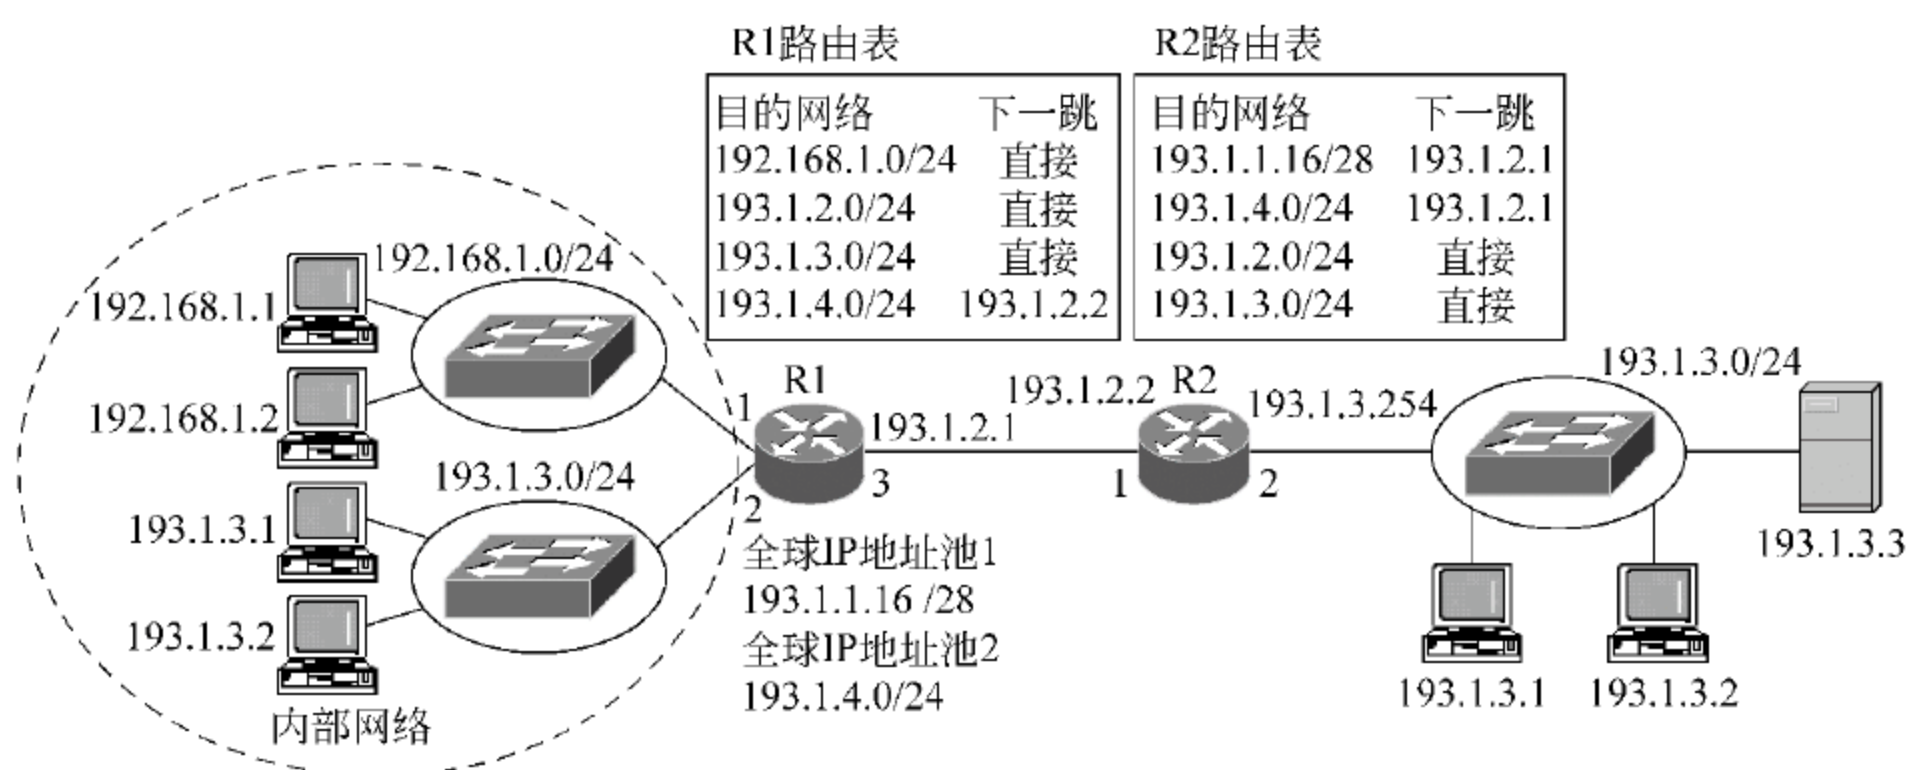 R1路由表
目的网络 下一跳
192.168.1.0/24 直接
193.1.2.0/24 直接
193.1.3.0/24 直接
193.1.4.0/24 193.1.2.2
R2路由表
目的网络 下一跳
193.1.1.16/28 193.1.2.1
193.1.4.0/24 193.1.2.1
193.1.2.0/24 直接
193.1.3.0/24 直接
192.168.1.0/24
192.168.1.1
192.168.1.2
193.1.3.0/24
193.1.3.1
193.1.3.2
内部网络
R1
1
2
3
193.1.2.1
全球IP地址池1
193.1.1.16 /28
全球IP地址池2
193.1.4.0/24
193.1.2.2
R2
1
2
193.1.3.254
193.1.3.0/24
193.1.3.3
193.1.3.1
193.1.3.2